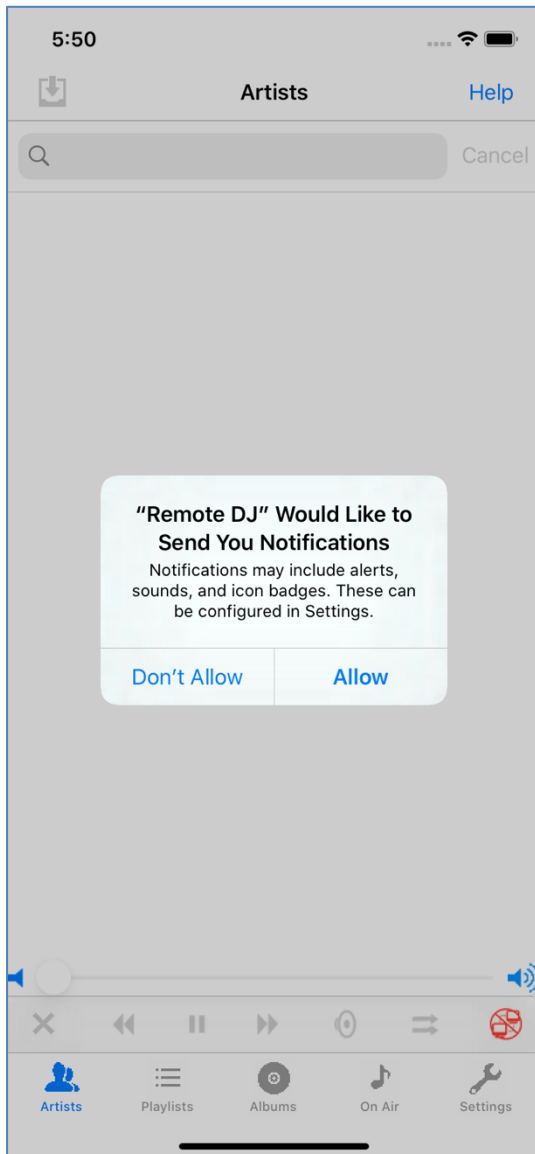 5:50
Artists
Help
Cancel
“Remote DJ” Would Like to
Send You Notifications
Notifications may include alerts,
sounds, and icon badges. These can
be configured in Settings.
Don’t Allow
Allow
Artists
Playlists
Albums
On Air
Settings